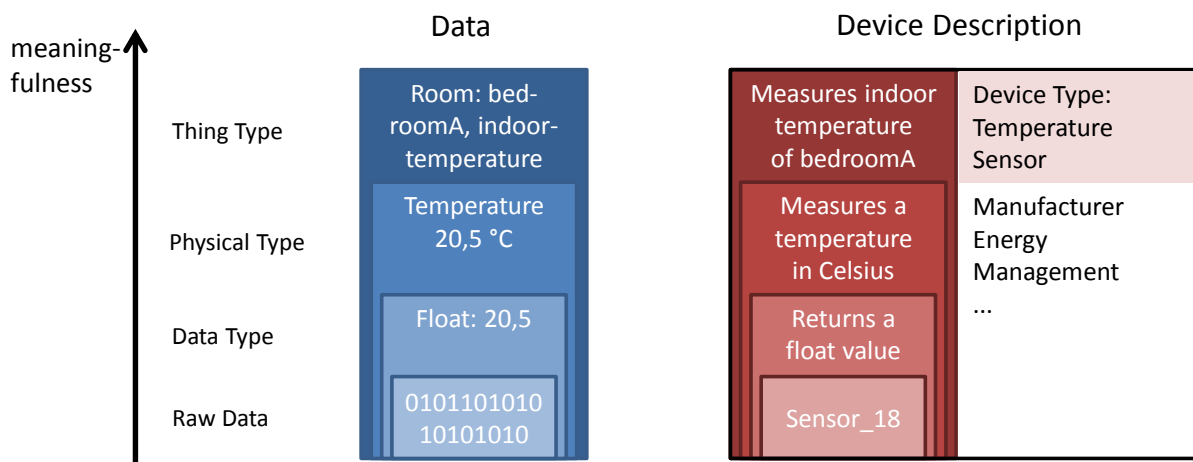 Data
Device Description
meaning-
fulness
Thing Type
Room: bed-
roomA, indoor-
temperature
Measures indoor
temperature
of bedroomA
Device Type:
Temperature
Sensor
Physical Type
Temperature
20,5 °C
Measures a
temperature
in Celsius
Manufacturer
Energy
Management
...
Data Type
Float: 20,5
Returns a
float value
Raw Data
0101101010
10101010
Sensor_18